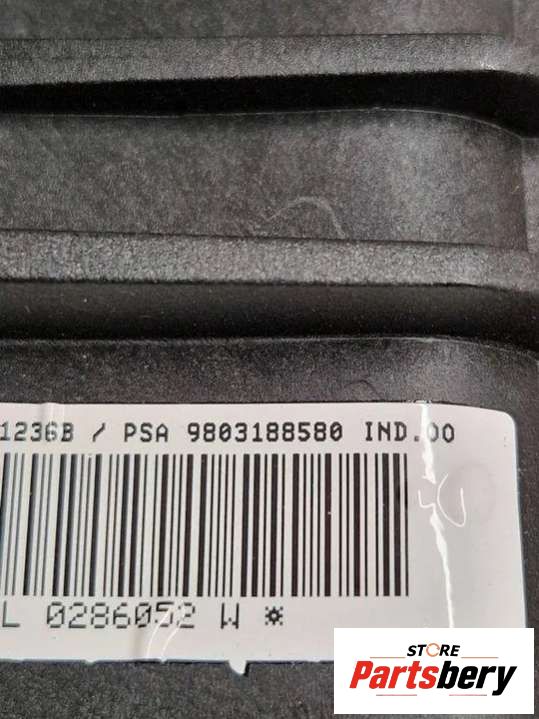 1236B / PSA 9803188580 IND.00
L 0286052 W ☼
STORE
Partsbery